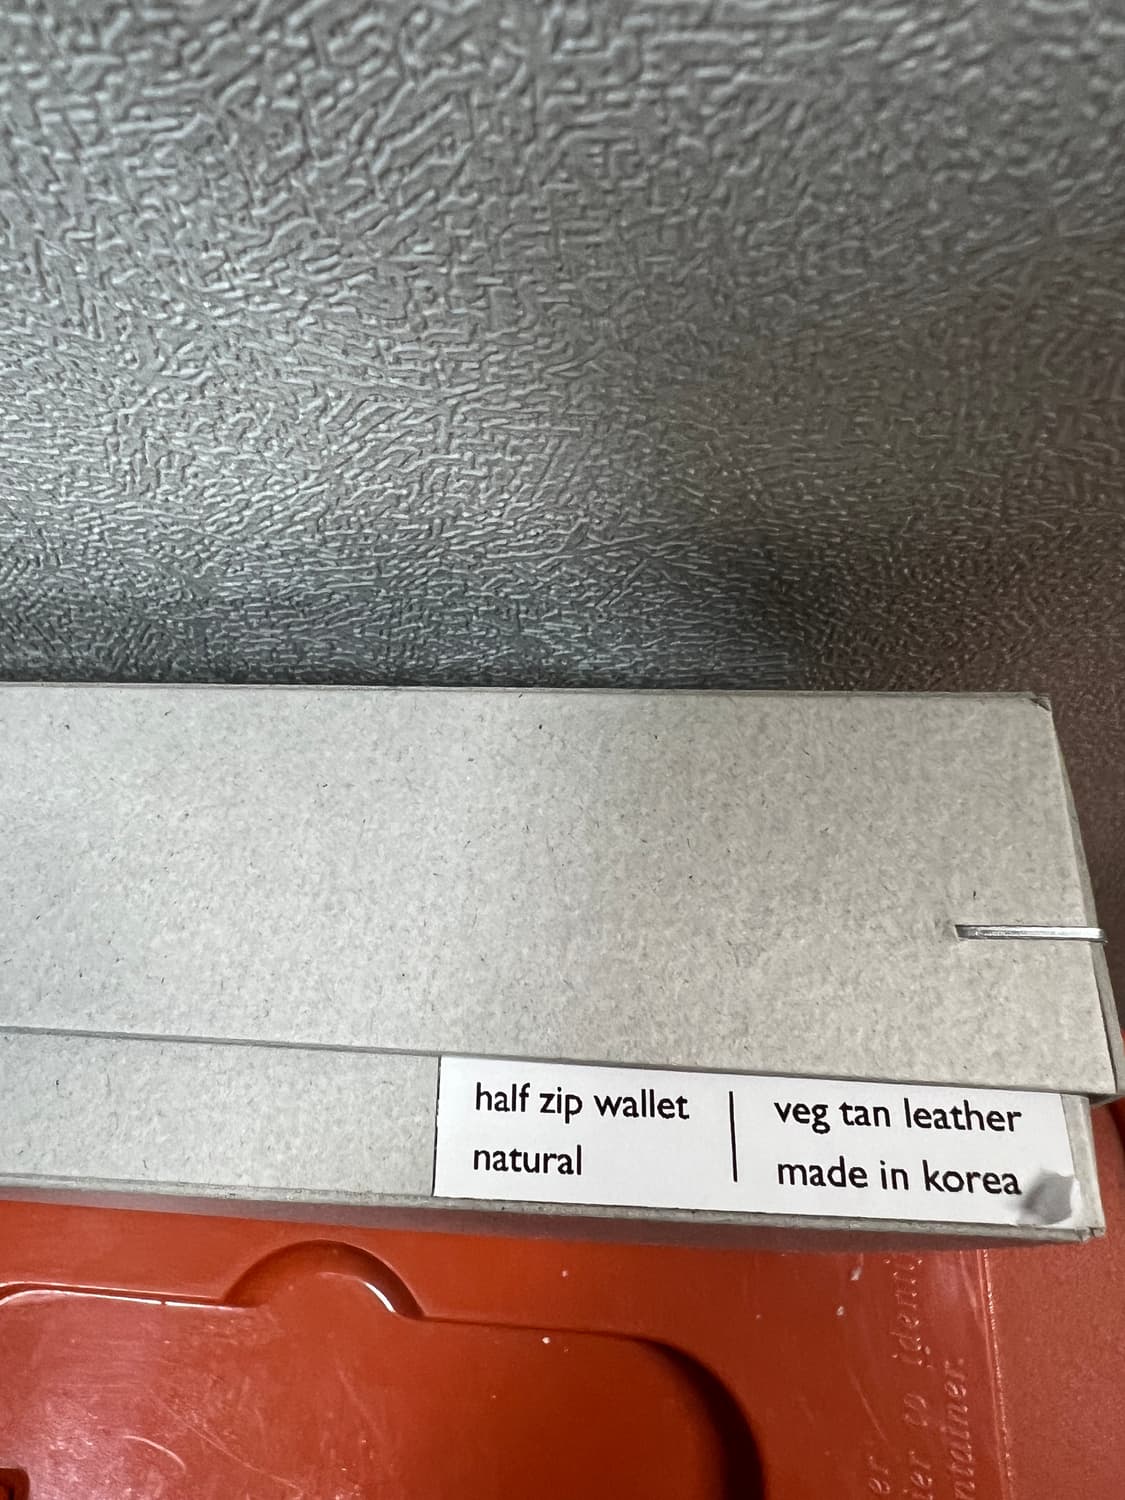 half zip wallet
natural
veg tan leather
made in korea